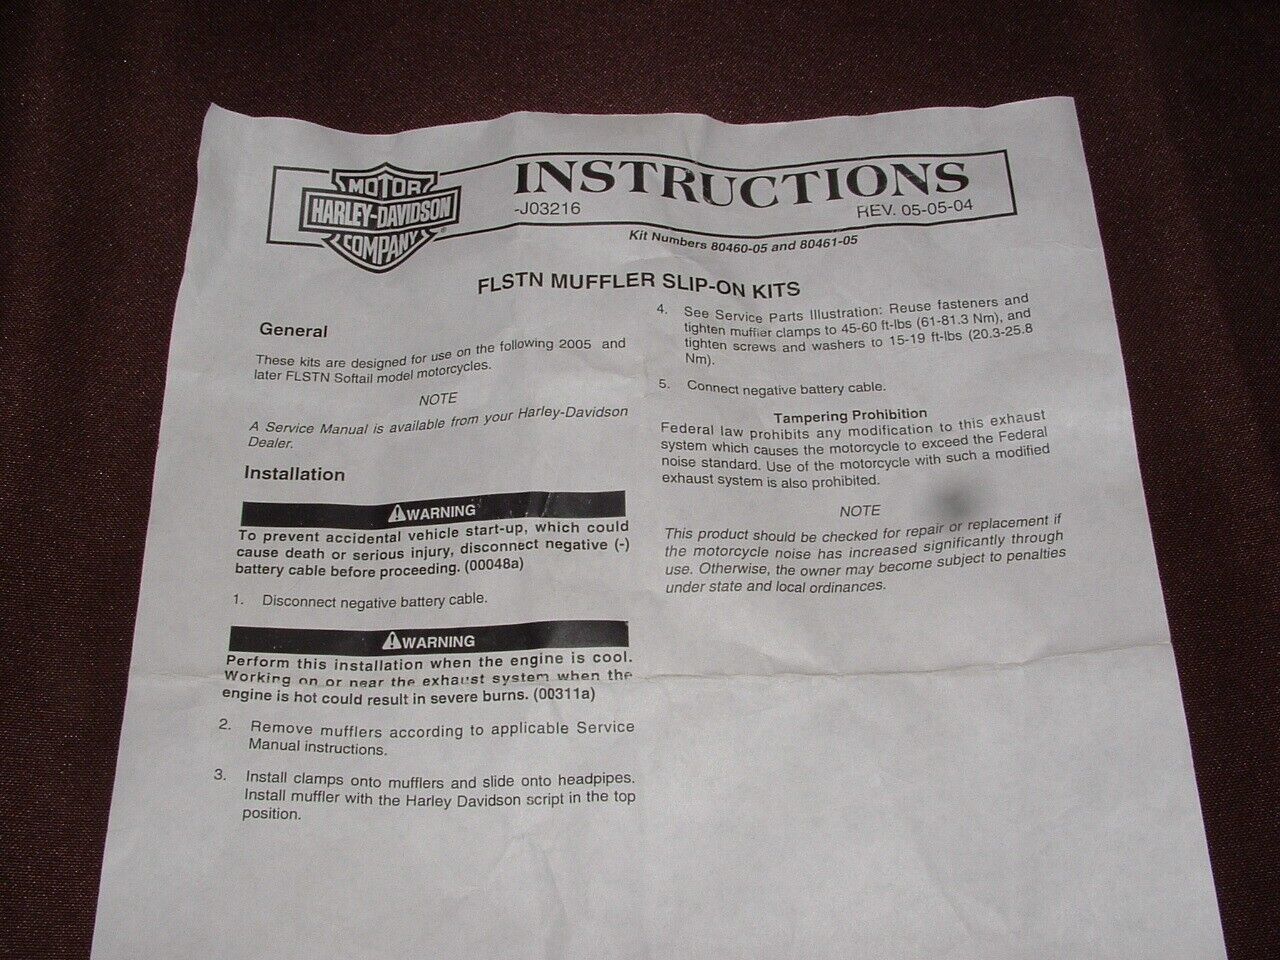 MOTOR
HARLEY-DAVIDSON
COMPANY
®
INSTRUCTIONS
-J03216
REV. 05-05-04
Kit Numbers 80460-05 and 80461-05
FLSTN MUFFLER SLIP-ON KITS
General
These kits are designed for use on the following 2005 and
later FLSTN Softail model motorcycles.
NOTE
A Service Manual is available from your Harley-Davidson
Dealer.
Installation
⚠WARNING
To prevent accidental vehicle start-up, which could
cause death or serious injury, disconnect negative (-)
battery cable before proceeding. (00048a)
1. Disconnect negative battery cable.
⚠WARNING
Perform this installation when the engine is cool.
Working on or near the exhaust system when the
engine is hot could result in severe burns. (00311a)
2. Remove mufflers according to applicable Service
Manual instructions.
3. Install clamps onto mufflers and slide onto headpipes.
Install muffler with the Harley Davidson script in the top
position.
4. See Service Parts Illustration: Reuse fasteners and
tighten muffler clamps to 45-60 ft-lbs (61-81.3 Nm), and
tighten screws and washers to 15-19 ft-lbs (20.3-25.8
Nm).
5. Connect negative battery cable.
Tampering Prohibition
Federal law prohibits any modification to this exhaust
system which causes the motorcycle to exceed the Federal
noise standard. Use of the motorcycle with such a modified
exhaust system is also prohibited.
NOTE
This product should be checked for repair or replacement if
the motorcycle noise has increased significantly through
use. Otherwise, the owner may become subject to penalties
under state and local ordinances.